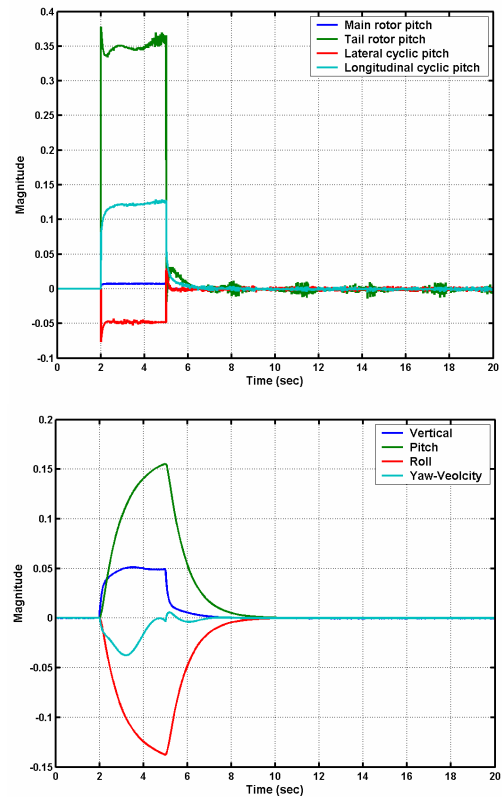 0.4
0.35
0.3
0.25
0.2
0.15
0.1
0.05
0
-0.05
-0.1
Magnitude
Main rotor pitch
Tail rotor pitch
Lateral cyclic pitch
Longitudinal cyclic pitch
0 2 4 6 8 10 12 14 16 18 20
Time (sec)
0.2
0.15
0.1
0.05
0
-0.05
-0.1
-0.15
Magnitude
Vertical
Pitch
Roll
Yaw-Veolcity
0 2 4 6 8 10 12 14 16 18 20
Time (sec)